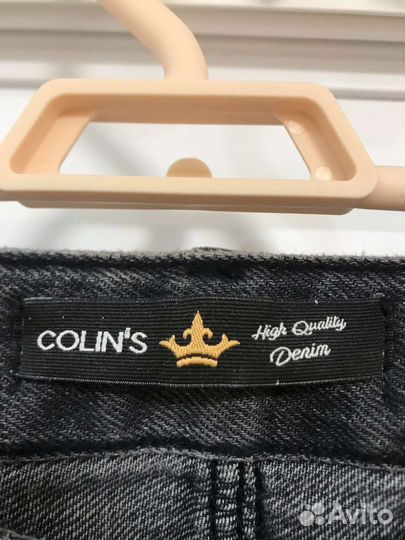 COLIN'S
High Quality
Denim
Avito